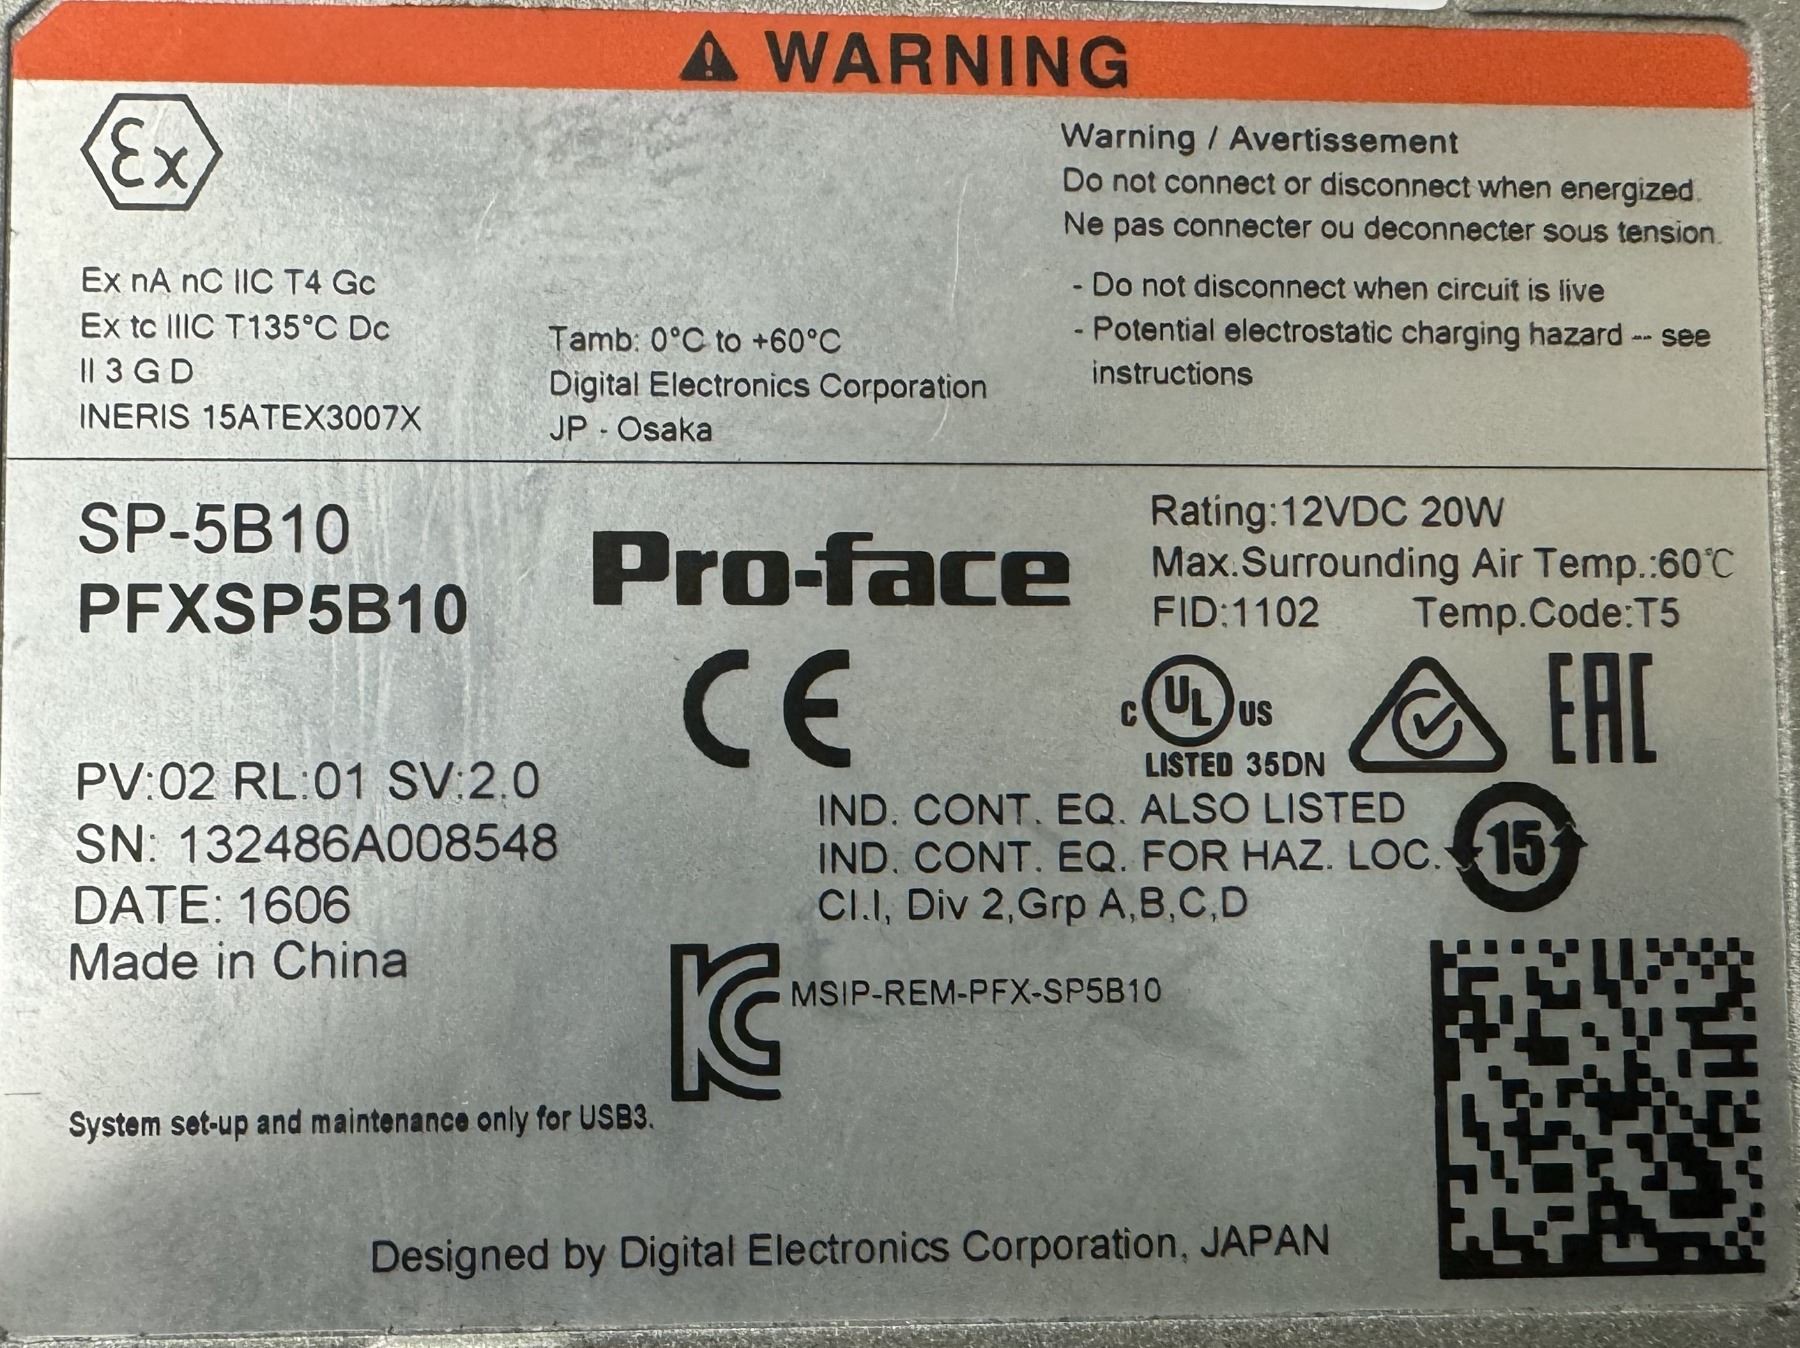 WARNING
Ex
Warning / Avertissement
Do not connect or disconnect when energized.
Ne pas connecter ou deconnecter sous tension.
- Do not disconnect when circuit is live
- Potential electrostatic charging hazard -- see
instructions
Ex nA nC IIC T4 Gc
Ex tc IIIC T135°C Dc
II 3 G D
INERIS 15ATEX3007X
Tamb: 0°C to +60°C
Digital Electronics Corporation
JP - Osaka
SP-5B10
PFXSP5B10
Pro-face
Rating:12VDC 20W
Max.Surrounding Air Temp.:60℃
FID:1102 Temp.Code:T5
CE
C UL US
LISTED 35DN
EAC
PV:02 RL:01 SV:2.0
SN: 132486A008548
DATE: 1606
Made in China
IND. CONT. EQ. ALSO LISTED
IND. CONT. EQ. FOR HAZ. LOC.
Cl.I, Div 2,Grp A,B,C,D
15
KC
MSIP-REM-PFX-SP5B10
System set-up and maintenance only for USB3.
Designed by Digital Electronics Corporation, JAPAN